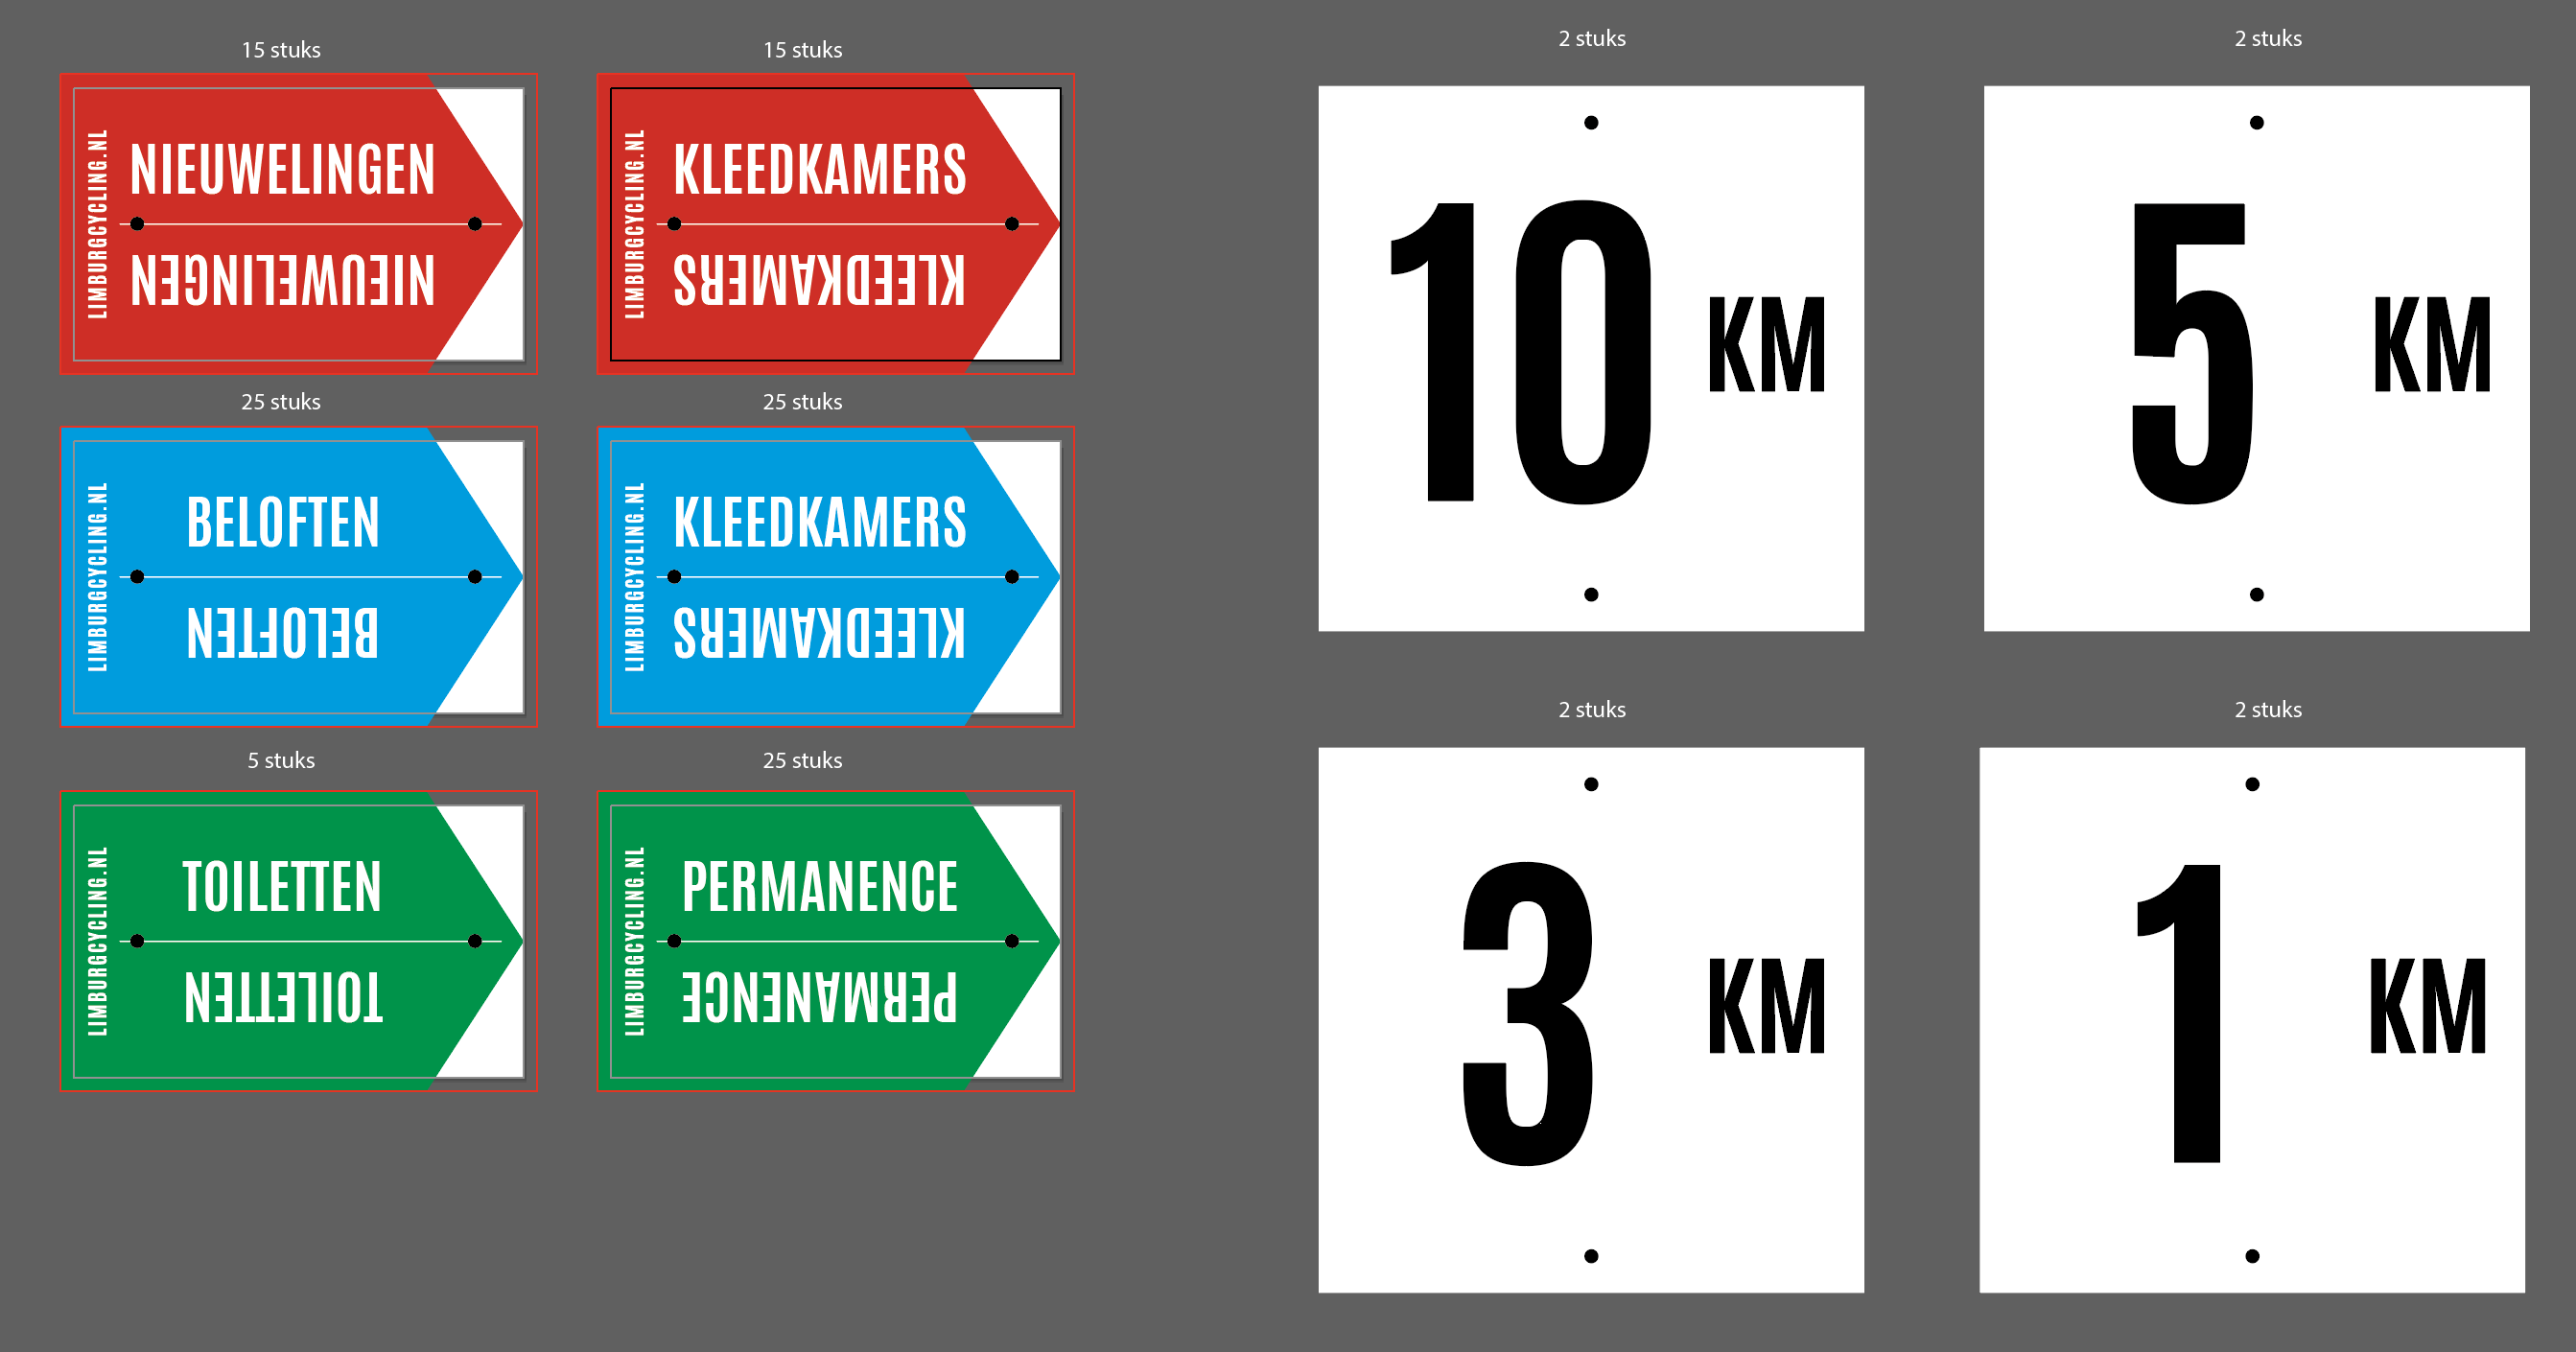 15 stuks
LIMBURGCYCLING.NL
NIEUWELINGEN
NIEUWELINGEN
15 stuks
LIMBURGCYCLING.NL
KLEEDKAMERS
KLEEDKAMERS
25 stuks
LIMBURGCYCLING.NL
BELOFTEN
BELOFTEN
25 stuks
LIMBURGCYCLING.NL
KLEEDKAMERS
KLEEDKAMERS
5 stuks
LIMBURGCYCLING.NL
TOILETTEN
TOILETTEN
25 stuks
LIMBURGCYCLING.NL
PERMANENCE
PERMANENCE
2 stuks
10 KM
2 stuks
5 KM
2 stuks
3 KM
2 stuks
1 KM